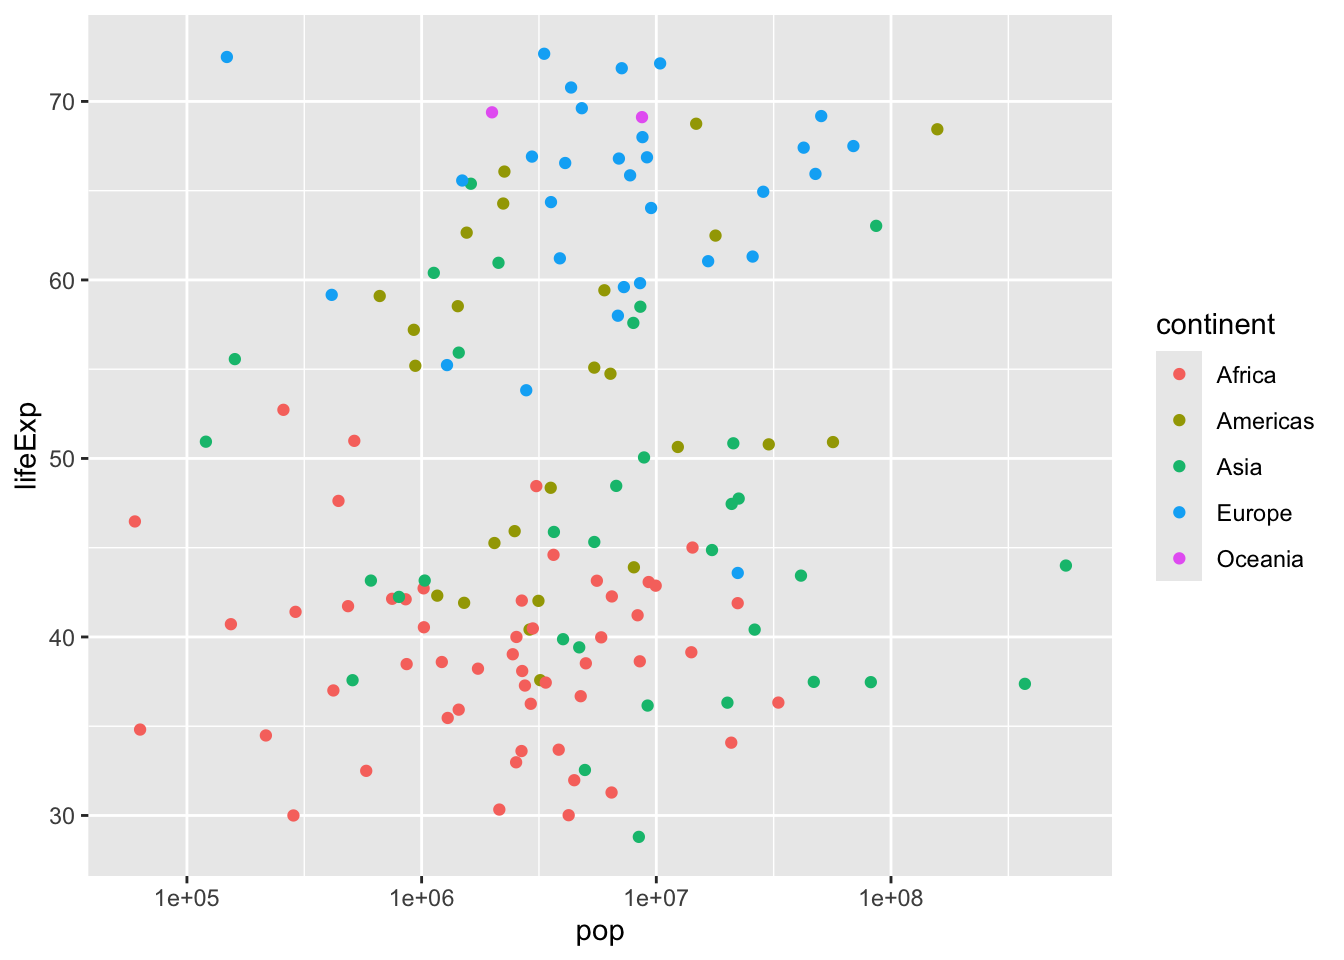 70
60
50
40
30
lifeExp
1e+05
1e+06
1e+07
1e+08
pop
continent
Africa
Americas
Asia
Europe
Oceania